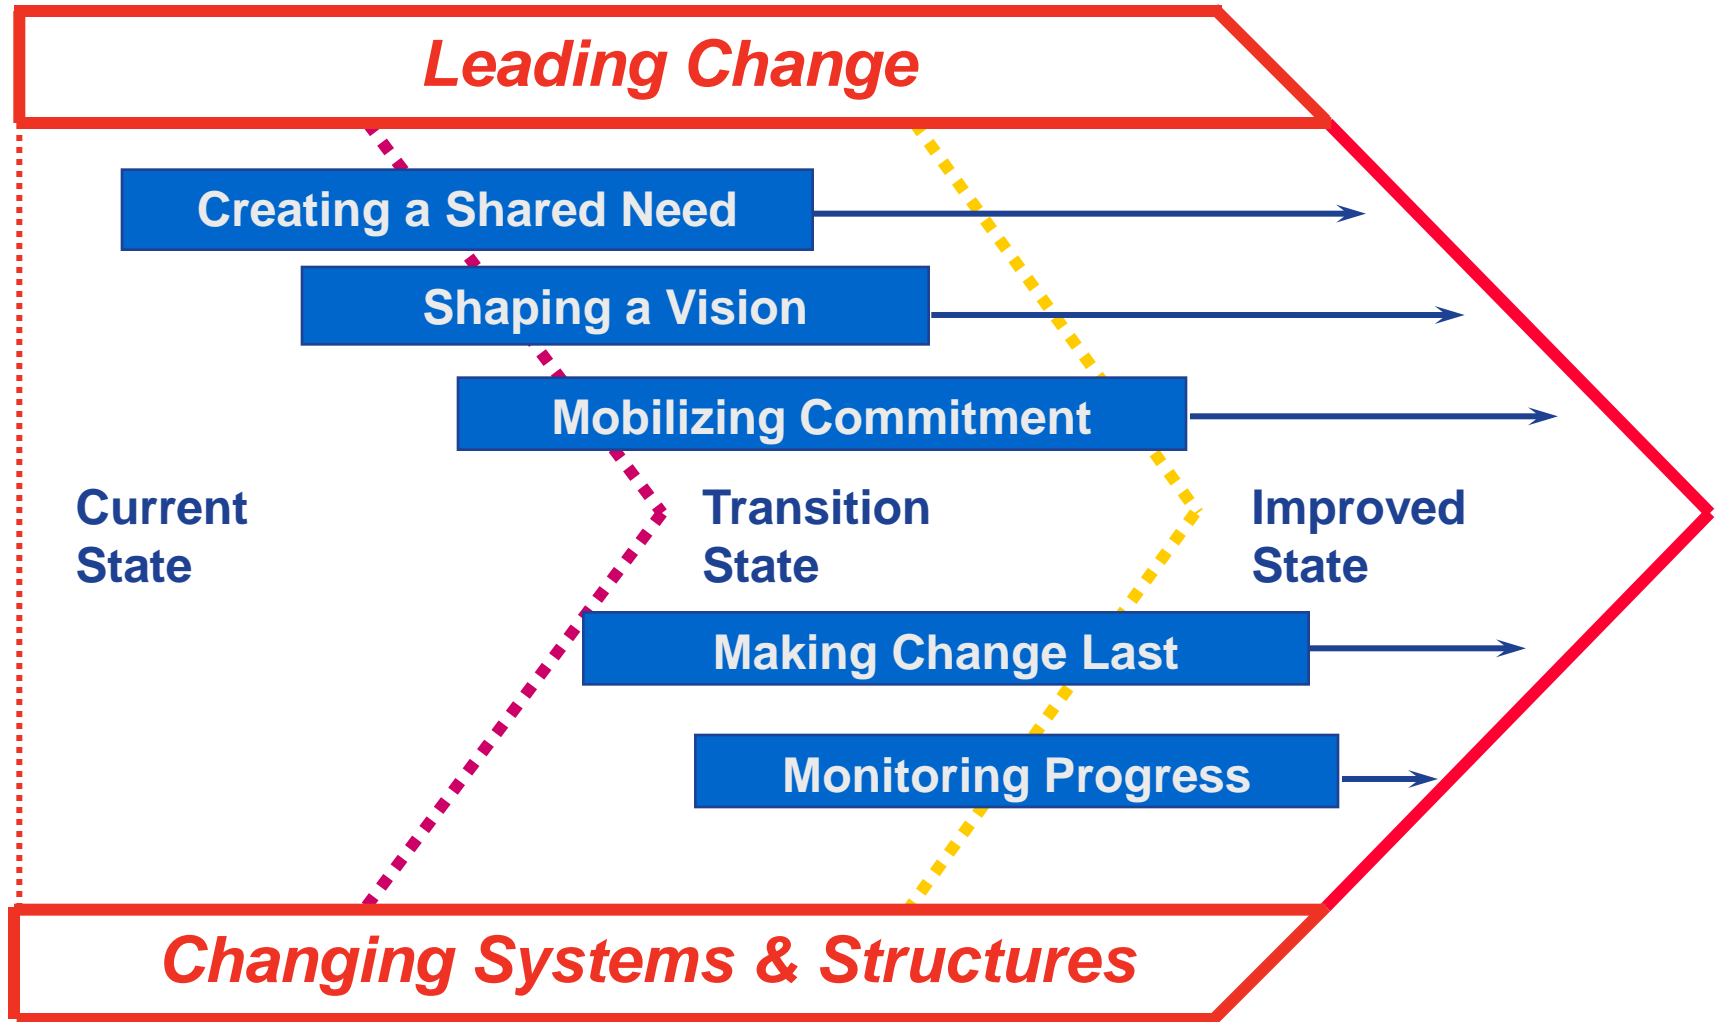 Leading Change
Creating a Shared Need
Shaping a Vision
Mobilizing Commitment
Current
State
Transition
State
Improved
State
Making Change Last
Monitoring Progress
Changing Systems & Structures